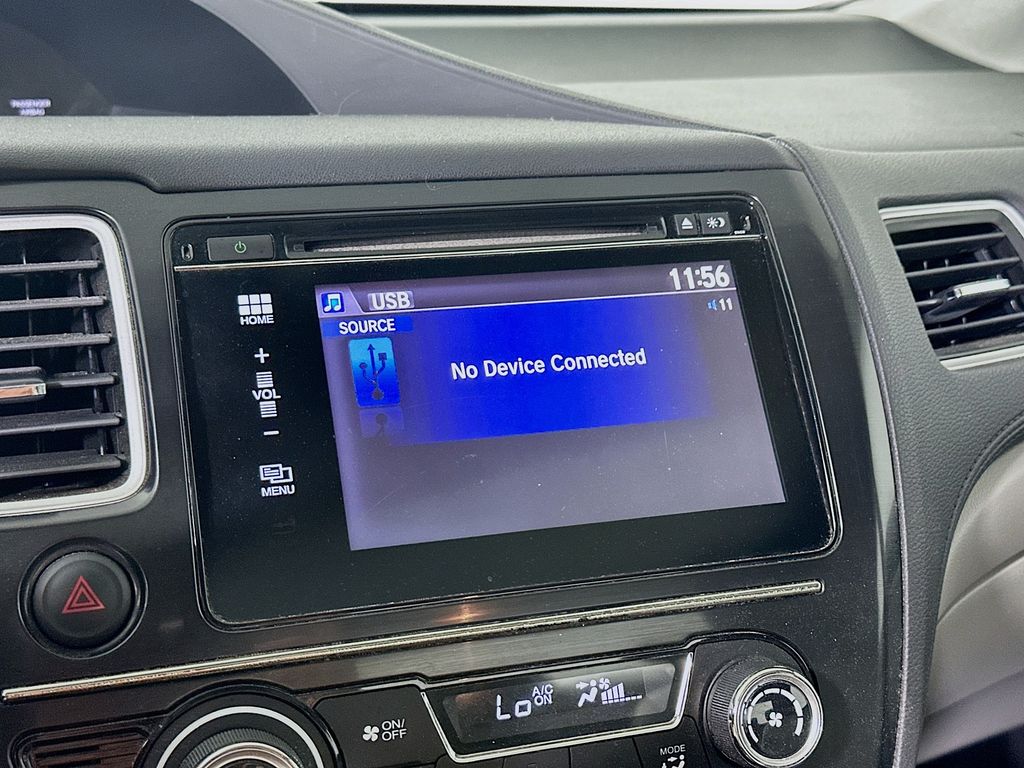 PASSENGER
AIRBAG
HOME
+
VOL
−
MENU
USB
11:56
11
SOURCE
No Device Connected
ON/
OFF
Lo
A/C
ON
MODE